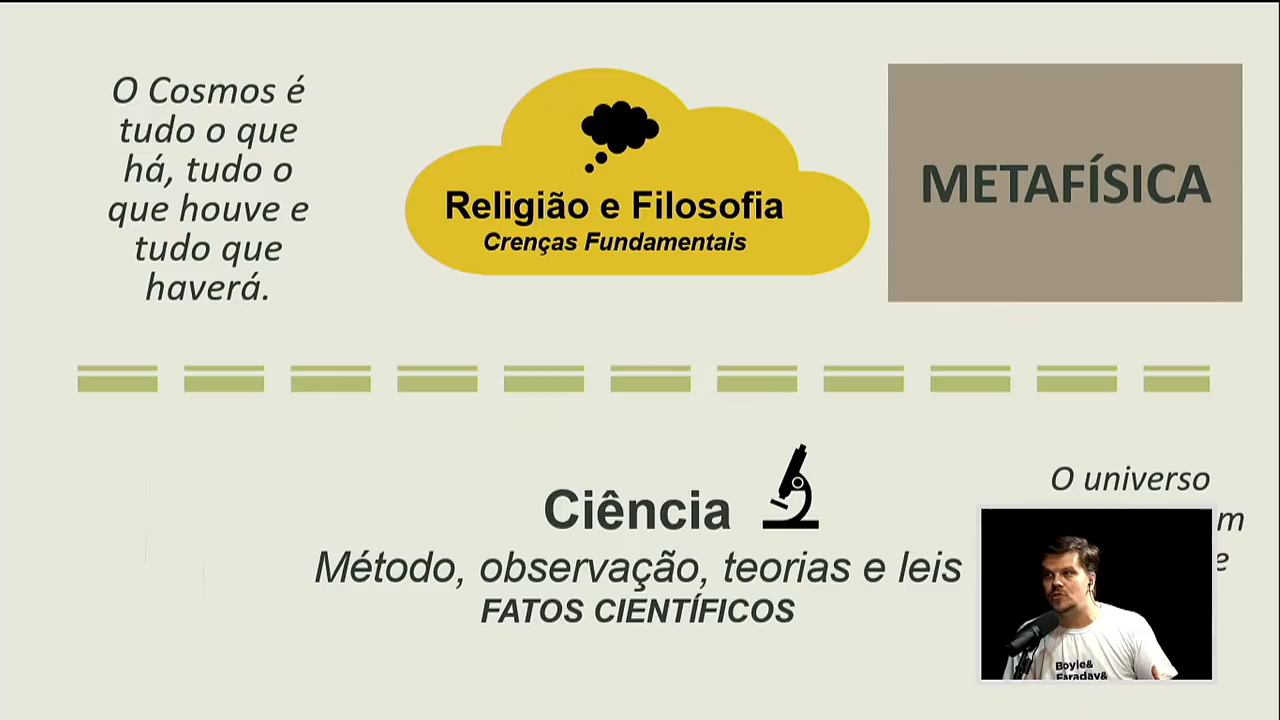 O Cosmos é
tudo o que
há, tudo o
que houve e
tudo que
haverá.
Religião e Filosofia
Crenças Fundamentais
METAFÍSICA
Ciência
Método, observação, teorias e leis
FATOS CIENTÍFICOS
O universo
m
e
Boyle&
Faraday&